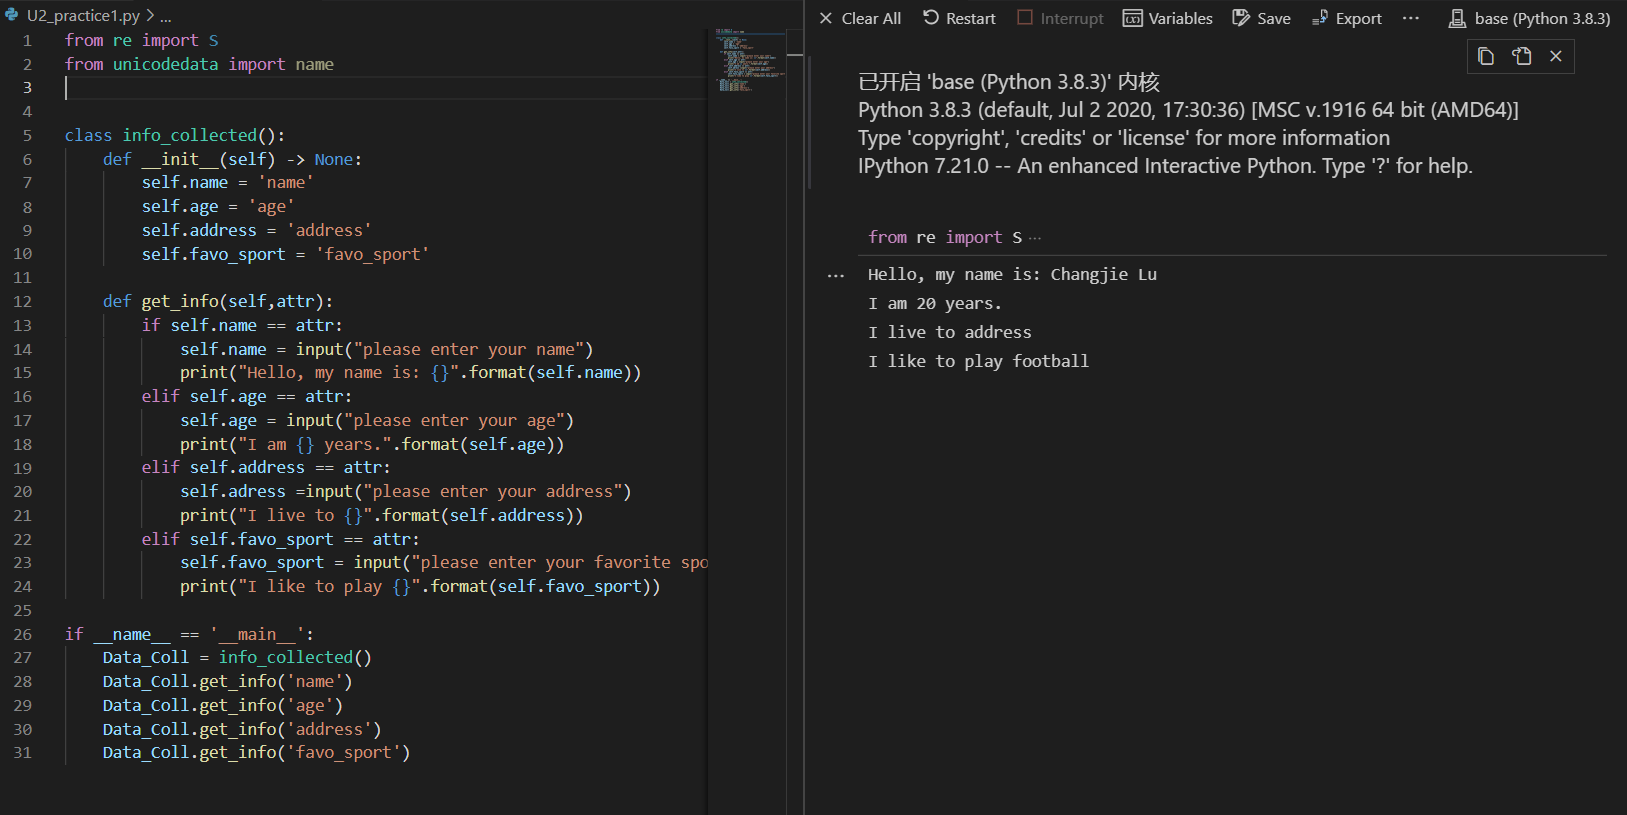 U2_practice1.py > ...
1 from re import S
2 from unicodedata import name
3
4
5 class info_collected():
6 def __init__(self) -> None:
7 self.name = 'name'
8 self.age = 'age'
9 self.address = 'address'
10 self.favo_sport = 'favo_sport'
11
12 def get_info(self,attr):
13 if self.name == attr:
14 self.name = input("please enter your name")
15 print("Hello, my name is: {}".format(self.name))
16 elif self.age == attr:
17 self.age = input("please enter your age")
18 print("I am {} years.".format(self.age))
19 elif self.address == attr:
20 self.adress =input("please enter your address")
21 print("I live to {}".format(self.address))
22 elif self.favo_sport == attr:
23 self.favo_sport = input("please enter your favorite spo
24 print("I like to play {}".format(self.favo_sport))
25
26 if __name__ == '__main__':
27 Data_Coll = info_collected()
28 Data_Coll.get_info('name')
29 Data_Coll.get_info('age')
30 Data_Coll.get_info('address')
31 Data_Coll.get_info('favo_sport')
Clear All Restart Interrupt Variables Save Export ... base (Python 3.8.3)
已开启 'base (Python 3.8.3)' 内核
Python 3.8.3 (default, Jul 2 2020, 17:30:36) [MSC v.1916 64 bit (AMD64)]
Type 'copyright', 'credits' or 'license' for more information
IPython 7.21.0 -- An enhanced Interactive Python. Type '?' for help.
from re import S ...
... Hello, my name is: Changjie Lu
I am 20 years.
I live to address
I like to play football